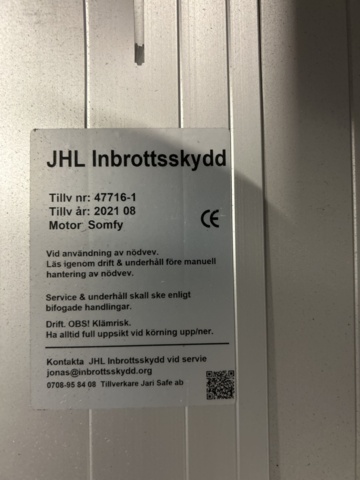 JHL Inbrottsskydd
Tillv nr: 47716-1
Tillv år: 2021 08
Motor Somfy
CE
Vid användning av nödvev.
Läs igenom drift & underhåll före manuell
hantering av nödvev.
Service & underhåll skall ske enligt
bifogade handlingar.
Drift. OBS! Klämrisk.
Ha alltid full uppsikt vid körning upp/ner.
Kontakta JHL Inbrottsskydd vid servie
jonas@inbrottsskydd.org
0708-95 84 08 Tillverkare Jari Safe ab